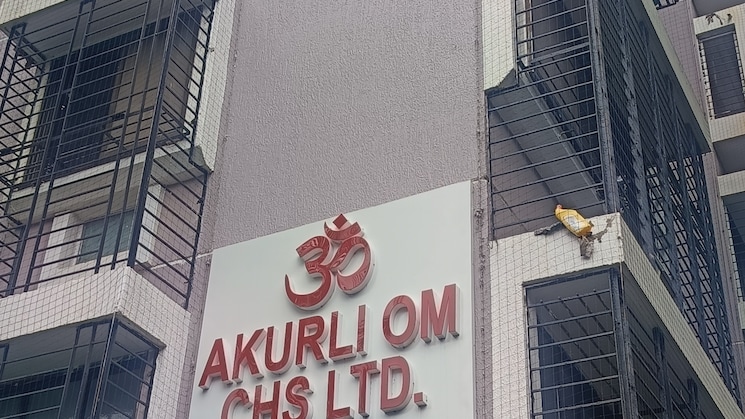 ॐ
AKURLI OM
CHS LTD.